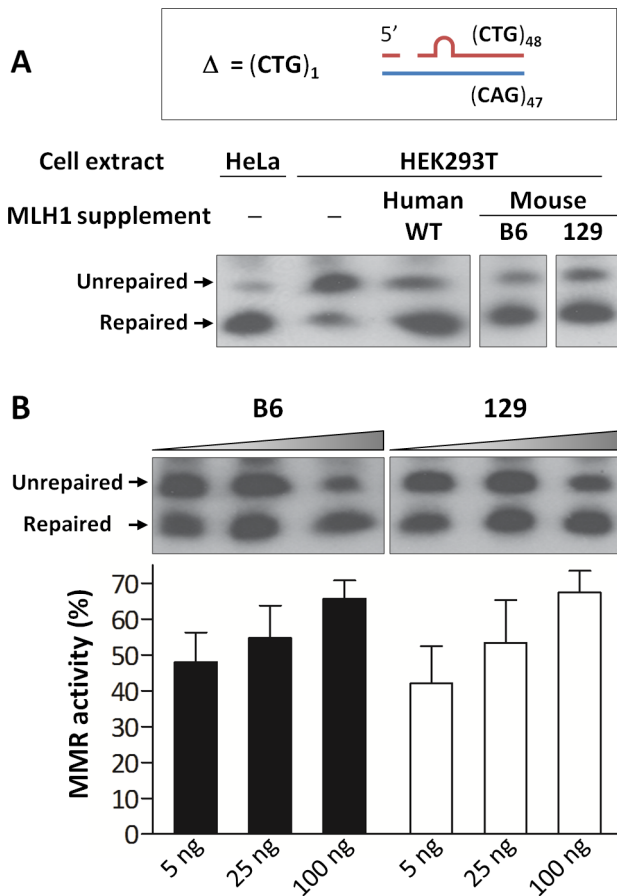 A
5’
(CTG)48
Δ = (CTG)1
(CAG)47
Cell extract HeLa HEK293T
MLH1 supplement – – Human WT Mouse B6 129
Unrepaired
Repaired
B
B6 129
Unrepaired
Repaired
MMR activity (%)
70
60
50
40
30
20
10
0
5 ng 25 ng 100 ng 5 ng 25 ng 100 ng